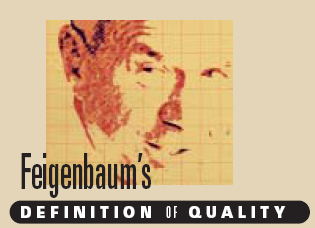 Feigenbaum's
DEFINITION OF QUALITY